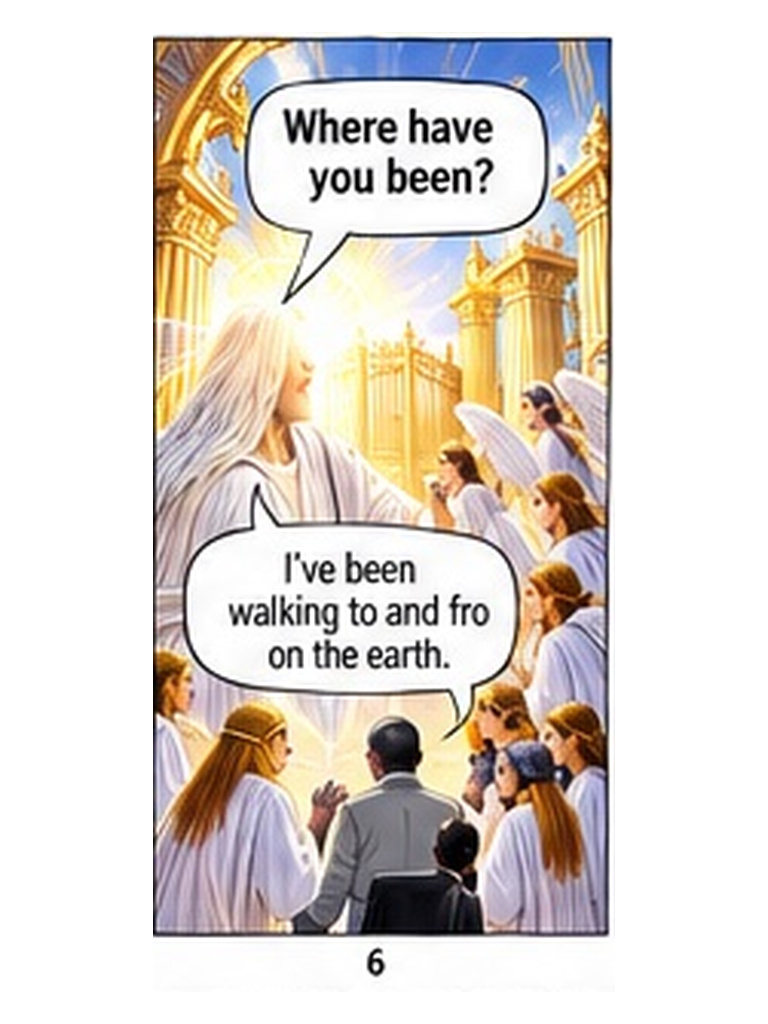 Where have
you been?
I've been
walking to and fro
on the earth.
6